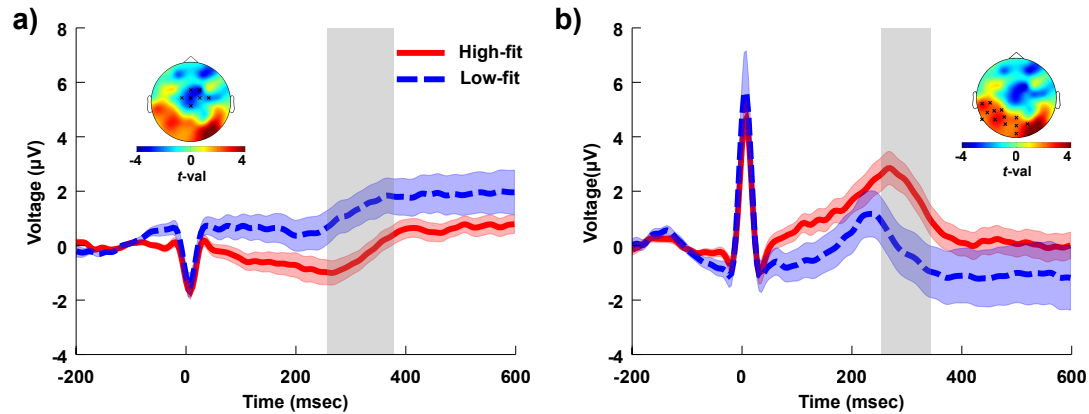 a)
8
6
4
2
0
-2
-4
Voltage (µV)
High-fit
Low-fit
-4 0 4
t-val
-200 0 200 400 600
Time (msec)
b)
8
6
4
2
0
-2
-4
Voltage(µV)
-4 0 4
t-val
-200 0 200 400 600
Time (msec)